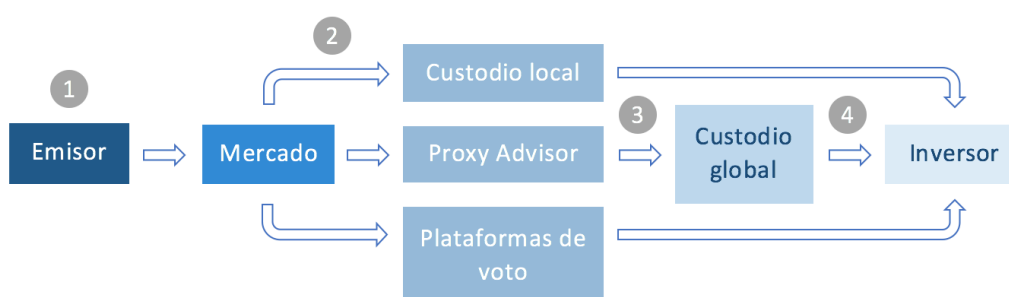 1
Emisor
Mercado
2
Custodio local
Proxy Advisor
Plataformas de
voto
3
Custodio
global
4
Inversor